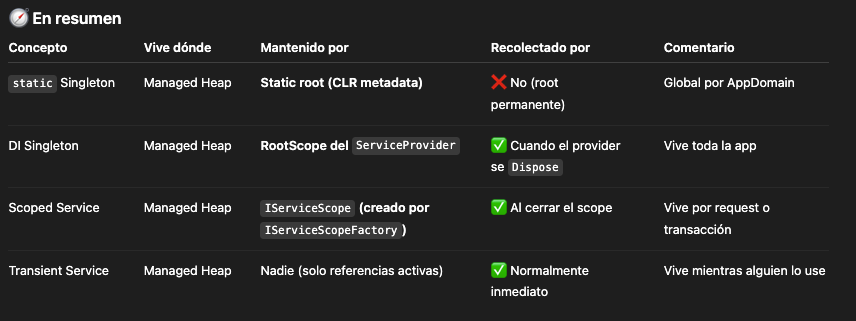 🧭 En resumen
Concepto Vive dónde Mantenido por Recolectado por Comentario
static Singleton Managed Heap Static root (CLR metadata) ❌ No (root permanente) Global por AppDomain
DI Singleton Managed Heap RootScope del ServiceProvider ✅ Cuando el provider se Dispose Vive toda la app
Scoped Service Managed Heap IServiceScope (creado por IServiceScopeFactory) ✅ Al cerrar el scope Vive por request o transacción
Transient Service Managed Heap Nadie (solo referencias activas) ✅ Normalmente inmediato Vive mientras alguien lo use